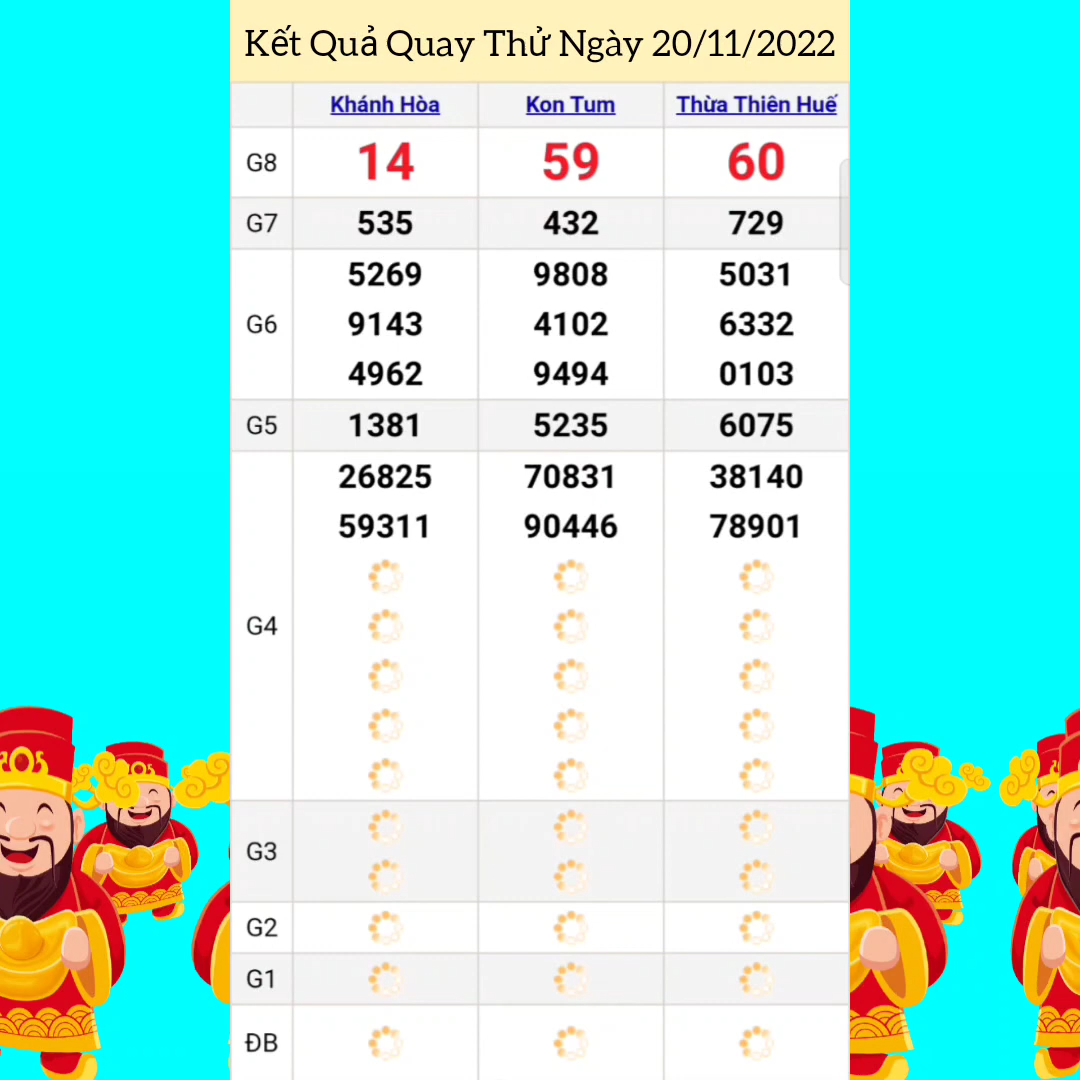 Kết Quả Quay Thử Ngày 20/11/2022
Khánh Hòa Kon Tum Thừa Thiên Huế
G8 14 59 60
G7 535 432 729
5269 9808 5031
G6 9143 4102 6332
4962 9494 0103
G5 1381 5235 6075
26825 70831 38140
59311 90446 78901
G4
G3
G2
G1
ĐB